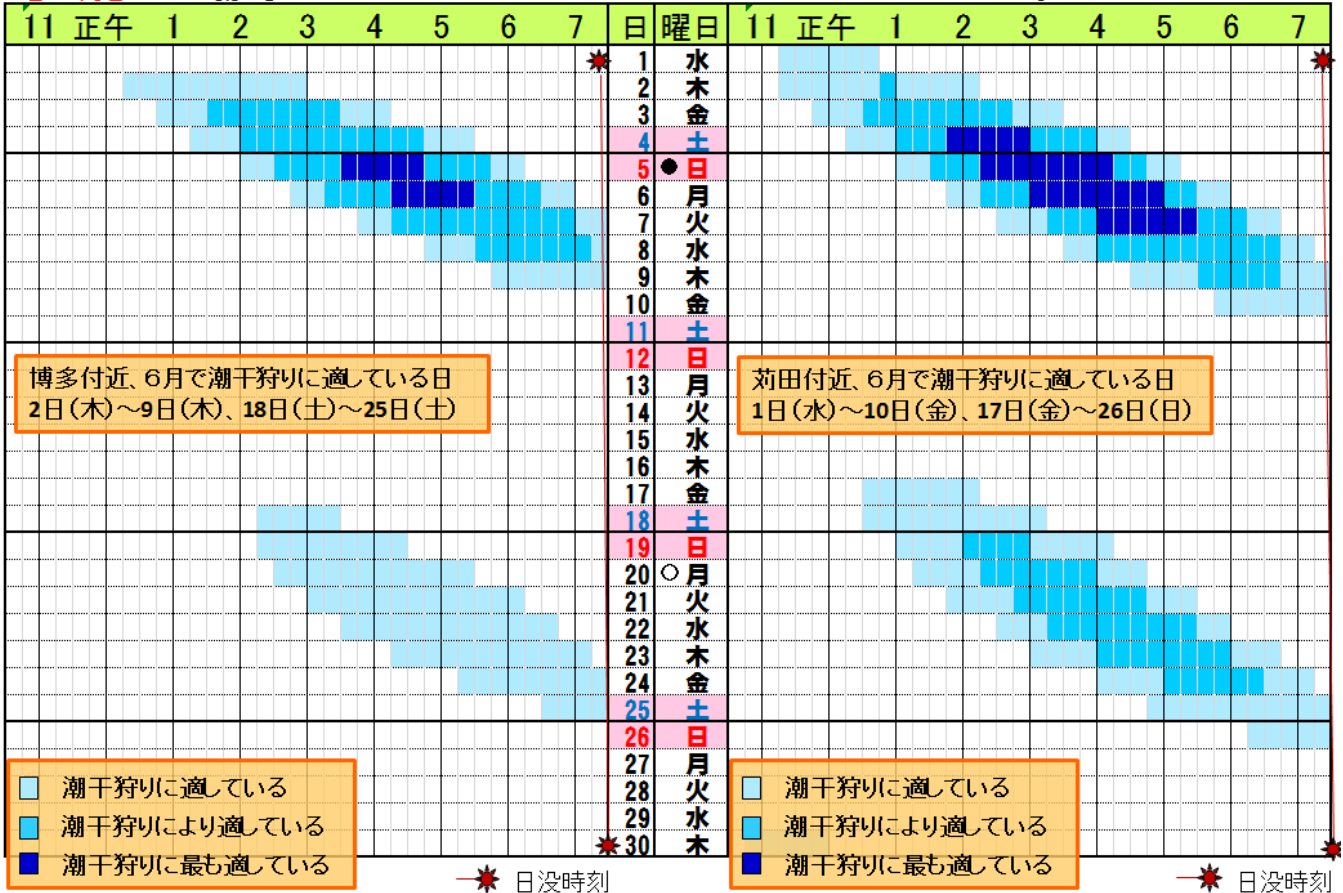 11 正午 1 2 3 4 5 6 7 日 曜日 11 正午 1 2 3 4 5 6 7
1 水
2 木
3 金
4 土
5 ● 日
6 月
7 火
8 水
9 木
10 金
11 土
12 日
13 月
14 火
15 水
16 木
17 金
18 土
19 日
20 ○ 月
21 火
22 水
23 木
24 金
25 土
26 日
27 月
28 火
29 水
30 木
博多付近、6月で潮干狩りに適している日
2日(木)～9日(木)、18日(土)～25日(土)
苅田付近、6月で潮干狩りに適している日
1日(水)～10日(金)、17日(金)～26日(日)
潮干狩りに適している
潮干狩りにより適している
潮干狩りに最も適している
日没時刻
潮干狩りに適している
潮干狩りにより適している
潮干狩りに最も適している
日没時刻